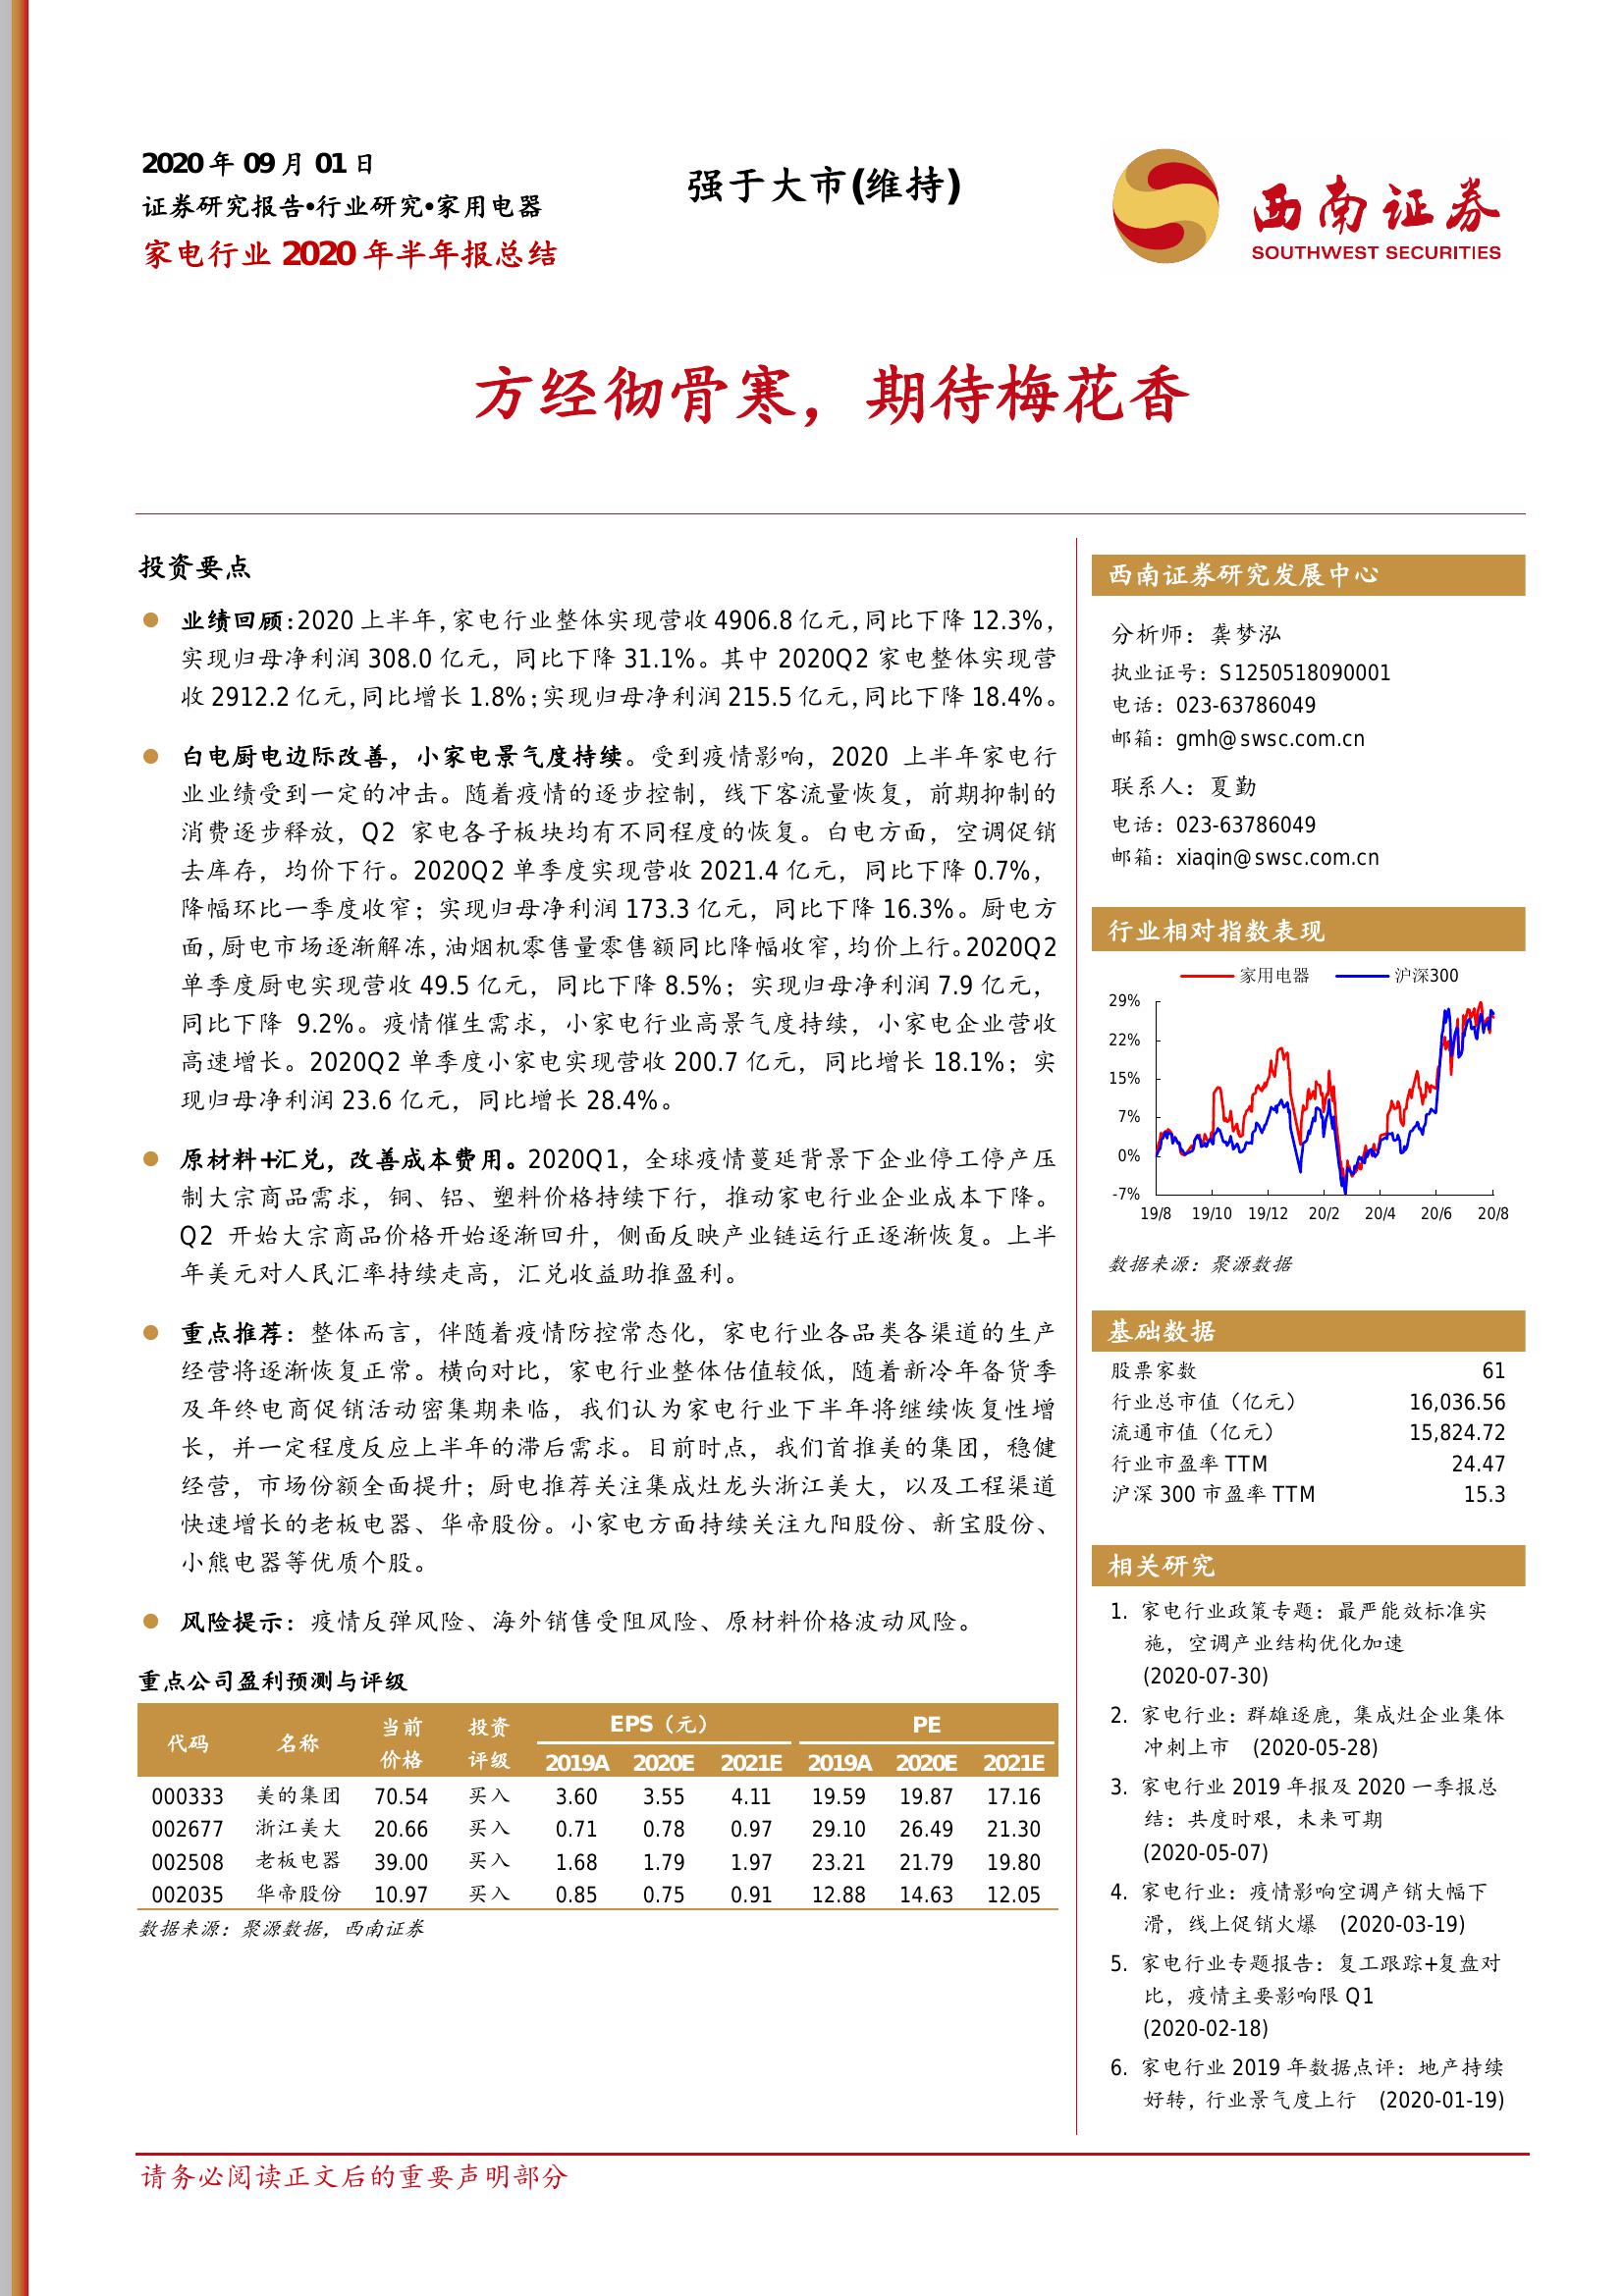 2020 年 09 月 01 日
证券研究报告•行业研究•家用电器
家电行业 2020 年半年报总结
强于大市(维持)
西南证券
SOUTHWEST SECURITIES
方经彻骨寒，期待梅花香
投资要点
业绩回顾：2020 上半年，家电行业整体实现营收 4906.8 亿元，同比下降 12.3%，
实现归母净利润 308.0 亿元，同比下降 31.1%。其中 2020Q2 家电整体实现营
收 2912.2 亿元，同比增长 1.8%；实现归母净利润 215.5 亿元，同比下降 18.4%。
白电厨电边际改善，小家电景气度持续。受到疫情影响，2020 上半年家电行
业业绩受到一定的冲击。随着疫情的逐步控制，线下客流量恢复，前期抑制的
消费逐步释放，Q2 家电各子板块均有不同程度的恢复。白电方面，空调促销
去库存，均价下行。2020Q2 单季度实现营收 2021.4 亿元，同比下降 0.7%，
降幅环比一季度收窄；实现归母净利润 173.3 亿元，同比下降 16.3%。厨电方
面，厨电市场逐渐解冻，油烟机零售量零售额同比降幅收窄，均价上行。2020Q2
单季度厨电实现营收 49.5 亿元，同比下降 8.5%；实现归母净利润 7.9 亿元，
同比下降 9.2%。疫情催生需求，小家电行业高景气度持续，小家电企业营收
高速增长。2020Q2 单季度小家电实现营收 200.7 亿元，同比增长 18.1%；实
现归母净利润 23.6 亿元，同比增长 28.4%。
原材料+汇兑，改善成本费用。2020Q1，全球疫情蔓延背景下企业停工停产压
制大宗商品需求，铜、铝、塑料价格持续下行，推动家电行业企业成本下降。
Q2 开始大宗商品价格开始逐渐回升，侧面反映产业链运行正逐渐恢复。上半
年美元对人民汇率持续走高，汇兑收益助推盈利。
重点推荐：整体而言，伴随着疫情防控常态化，家电行业各品类各渠道的生产
经营将逐渐恢复正常。横向对比，家电行业整体估值较低，随着新冷年备货季
及年终电商促销活动密集期来临，我们认为家电行业下半年将继续恢复性增
长，并一定程度反应上半年的滞后需求。目前时点，我们首推美的集团，稳健
经营，市场份额全面提升；厨电推荐关注集成灶龙头浙江美大，以及工程渠道
快速增长的老板电器、华帝股份。小家电方面持续关注九阳股份、新宝股份、
小熊电器等优质个股。
风险提示：疫情反弹风险、海外销售受阻风险、原材料价格波动风险。
重点公司盈利预测与评级
代码 名称 当前价格 投资评级 EPS（元） PE
2019A 2020E 2021E 2019A 2020E 2021E
000333 美的集团 70.54 买入 3.60 3.55 4.11 19.59 19.87 17.16
002677 浙江美大 20.66 买入 0.71 0.78 0.97 29.10 26.49 21.30
002508 老板电器 39.00 买入 1.68 1.79 1.97 23.21 21.79 19.80
002035 华帝股份 10.97 买入 0.85 0.75 0.91 12.88 14.63 12.05
数据来源：聚源数据，西南证券
西南证券研究发展中心
分析师：龚梦泓
执业证号：S1250518090001
电话：023-63786049
邮箱：gmh@swsc.com.cn
联系人：夏勤
电话：023-63786049
邮箱：xiaqin@swsc.com.cn
行业相对指数表现
家用电器 沪深300
29%
22%
15%
7%
0%
-7%
19/8 19/10 19/12 20/2 20/4 20/6 20/8
数据来源：聚源数据
基础数据
股票家数 61
行业总市值（亿元） 16,036.56
流通市值（亿元） 15,824.72
行业市盈率 TTM 24.47
沪深 300 市盈率 TTM 15.3
相关研究
1. 家电行业政策专题：最严能效标准实
施，空调产业结构优化加速
(2020-07-30)
2. 家电行业：群雄逐鹿，集成灶企业集体
冲刺上市 (2020-05-28)
3. 家电行业 2019 年报及 2020 一季报总
结：共度时艰，未来可期
(2020-05-07)
4. 家电行业：疫情影响空调产销大幅下
滑，线上促销火爆 (2020-03-19)
5. 家电行业专题报告：复工跟踪+复盘对
比，疫情主要影响限 Q1
(2020-02-18)
6. 家电行业 2019 年数据点评：地产持续
好转，行业景气度上行 (2020-01-19)
请务必阅读正文后的重要声明部分